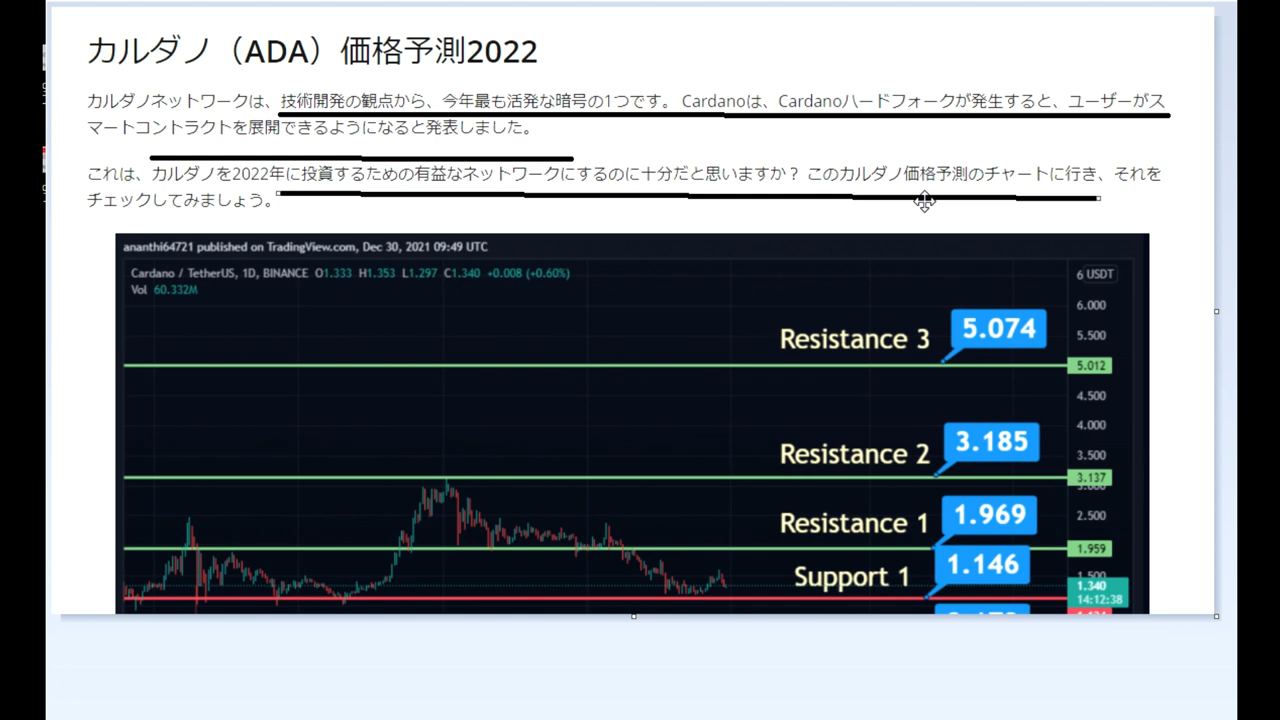 カルダノ（ADA）価格予測2022
カルダノネットワークは、技術開発の観点から、今年最も活発な暗号の1つです。 Cardanoは、Cardanoハードフォークが発生すると、ユーザーがス
マートコントラクトを展開できるようになると発表しました。
これは、カルダノを2022年に投資するための有益なネットワークにするのに十分だと思いますか？ このカルダノ価格予測のチャートに行き、それを
チェックしてみましょう。
ananthi64721 published on TradingView.com, Dec 30, 2021 09:49 UTC
Cardano / TetherUS, 1D, BINANCE O1.333 H1.353 L1.297 C1.340 +0.008 (+0.60%)
6 USDT
Vol 60.332M
6.000
Resistance 3 5.074
5.500
5.012
4.500
4.000
Resistance 2 3.185
3.500
3.137
3.000
Resistance 1 1.969
2.500
1.959
Support 1 1.146
1.500
1.340
14:12:38